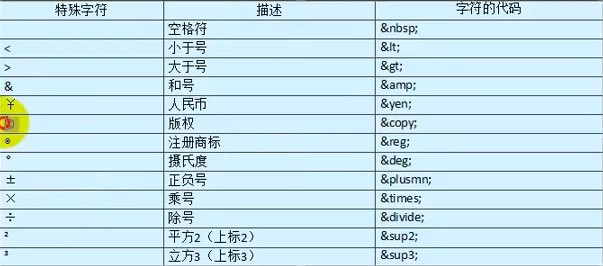 特殊字符 描述 字符的代码
空格符 &nbsp;
< 小于号 &lt;
> 大于号 &gt;
& 和号 &amp;
¥ 人民币 &yen;
© 版权 &copy;
® 注册商标 &reg;
° 摄氏度 &deg;
± 正负号 &plusmn;
× 乘号 &times;
÷ 除号 &divide;
² 平方2（上标2） &sup2;
³ 立方3（上标3） &sup3;